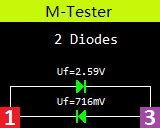 M-Tester
2 Diodes
Uf=2.59V
Uf=716mV
1 3